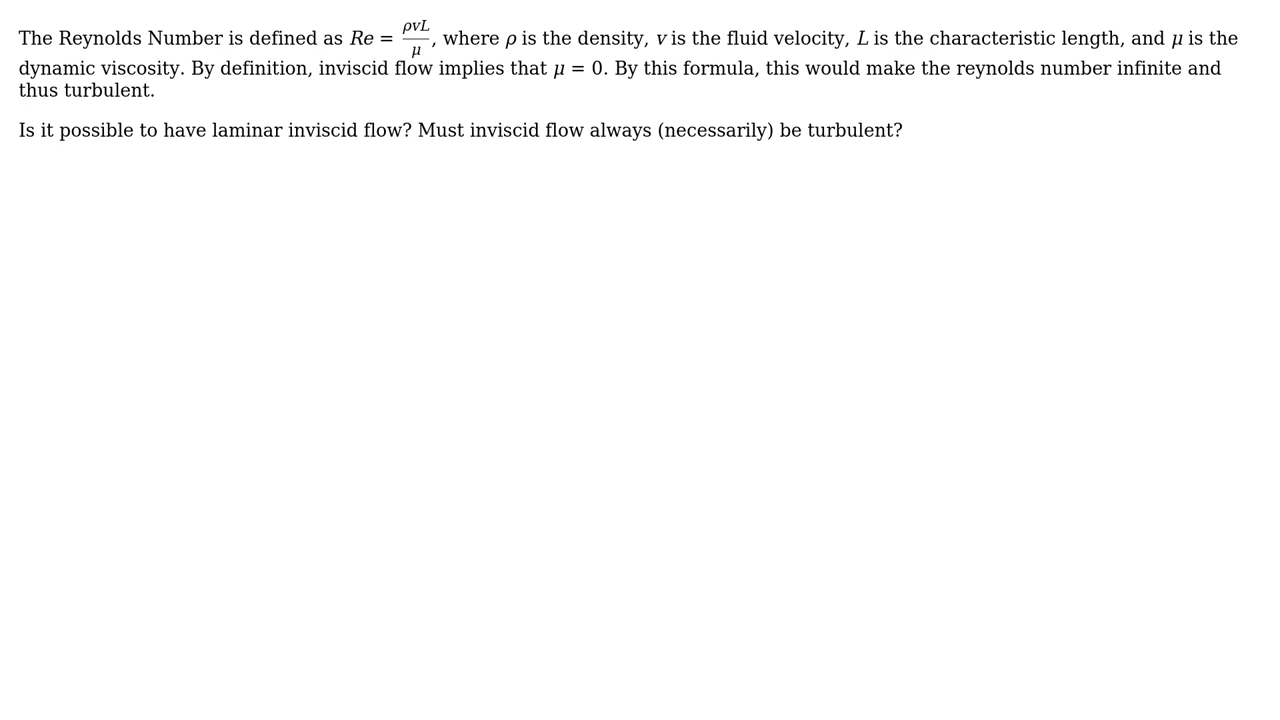 The Reynolds Number is defined as Re = ρvL/μ, where ρ is the density, v is the fluid velocity, L is the characteristic length, and μ is the
dynamic viscosity. By definition, inviscid flow implies that μ = 0. By this formula, this would make the reynolds number infinite and
thus turbulent.
Is it possible to have laminar inviscid flow? Must inviscid flow always (necessarily) be turbulent?